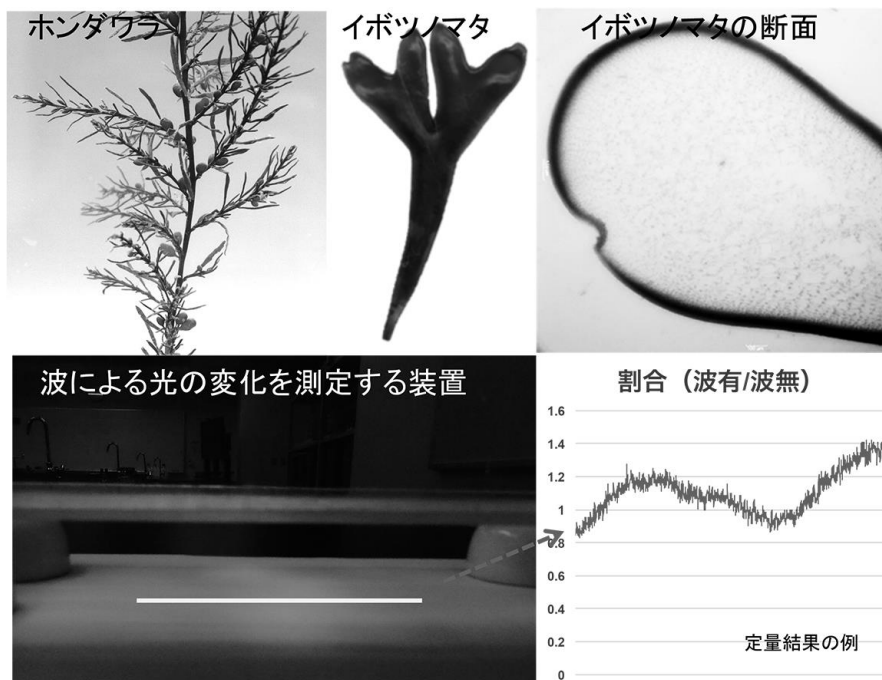 ホンダワラ
イボツノマタ
イボツノマタの断面
波による光の変化を測定する装置
割合（波有/波無）
1.6
1.4
1.2
1
0.8
0.6
0.4
0.2
0
定量結果の例